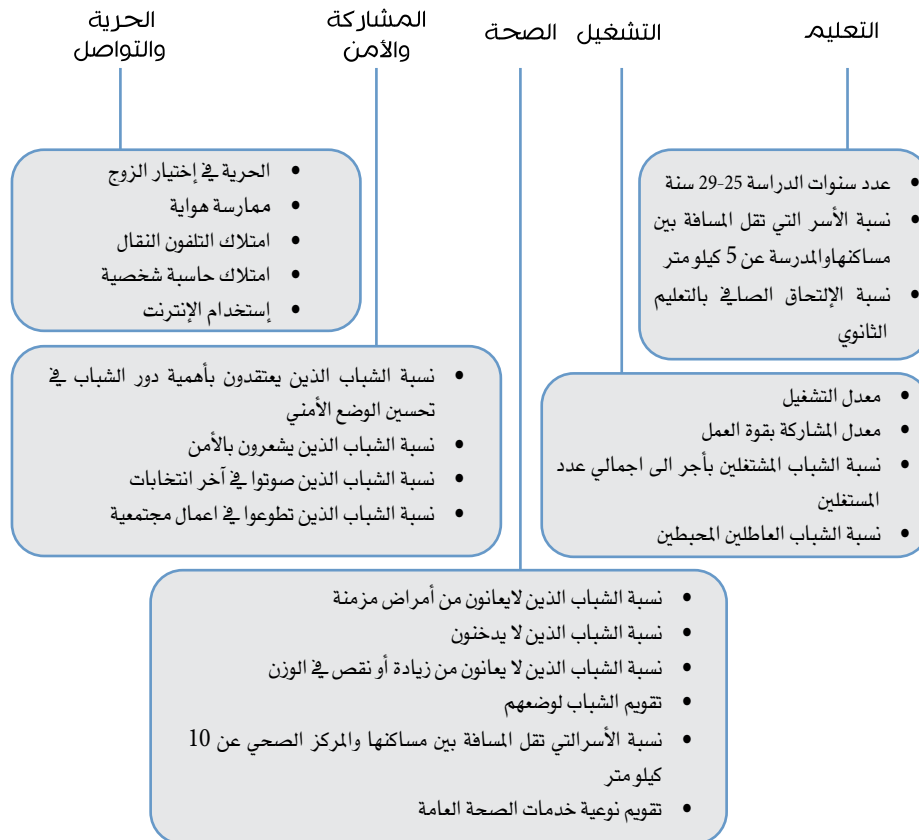 التعليم
التشغيل
الصحة
المشاركة
والأمن
الحرية
والتواصل
• عدد سنوات الدراسة 25-29 سنة
• نسبة الأسر التي تقل المسافة بين
مساكنهاوالمدرسة عن 5 كيلو متر
• نسبة الإلتحاق الصافي بالتعليم
الثانوي
• الحرية في إختيار الزوج
• ممارسة هواية
• امتلاك التلفون النقال
• امتلاك حاسبة شخصية
• إستخدام الإنترنت
• معدل التشغيل
• معدل المشاركة بقوة العمل
• نسبة الشباب المشتغلين بأجر الى اجمالي عدد
المستغلين
• نسبة الشباب العاطلين المحبطين
• نسبة الشباب الذين يعتقدون بأهمية دور الشباب في
تحسين الوضع الأمني
• نسبة الشباب الذين يشعرون بالأمن
• نسبة الشباب الذين صوتوا في آخر انتخابات
• نسبة الشباب الذين تطوعوا في اعمال مجتمعية
• نسبة الشباب الذين لايعانون من أمراض مزمنة
• نسبة الشباب الذين لا يدخنون
• نسبة الشباب الذين لا يعانون من زيادة أو نقص في الوزن
• تقويم الشباب لوضعهم
• نسبة الأسرالتي تقل المسافة بين مساكنها والمركز الصحي عن 10
كيلو متر
• تقويم نوعية خدمات الصحة العامة